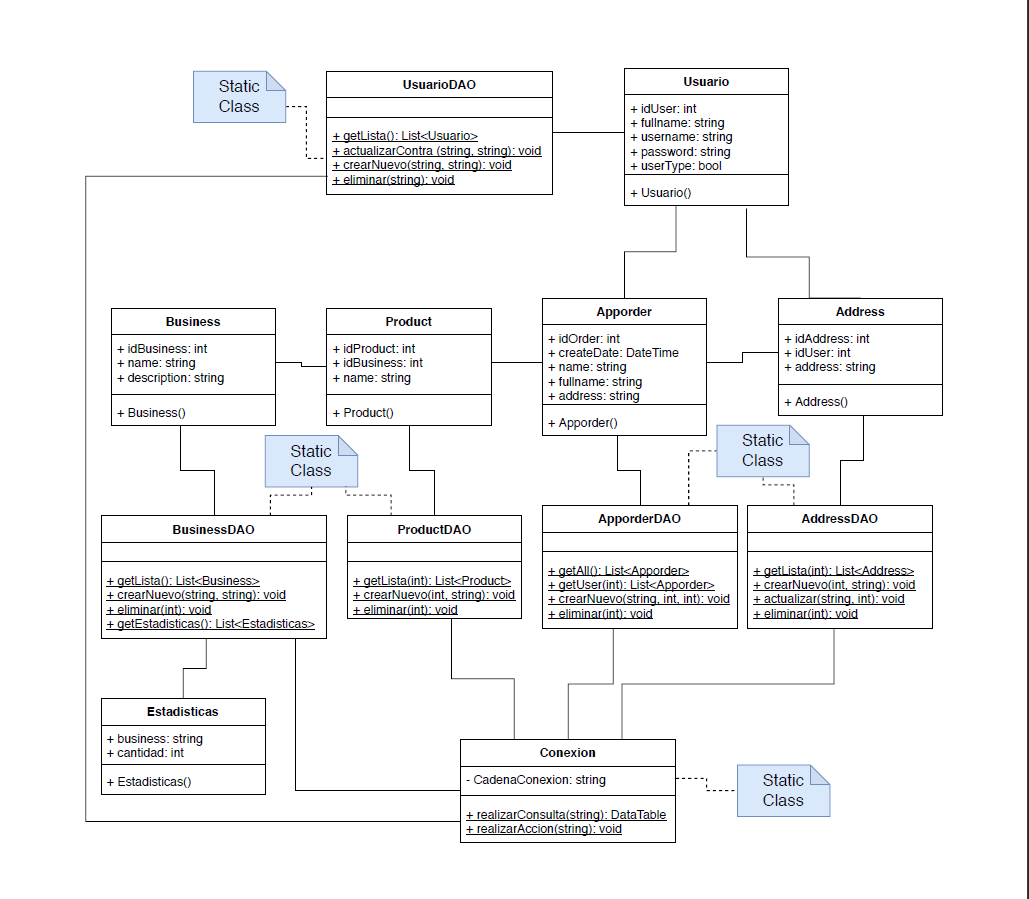 Static
Class
UsuarioDAO
+ getLista(): List<Usuario>
+ actualizarContra (string, string): void
+ crearNuevo(string, string): void
+ eliminar(string): void
Usuario
+ idUser: int
+ fullname: string
+ username: string
+ password: string
+ userType: bool
+ Usuario()
Business
+ idBusiness: int
+ name: string
+ description: string
+ Business()
Product
+ idProduct: int
+ idBusiness: int
+ name: string
+ Product()
Apporder
+ idOrder: int
+ createDate: DateTime
+ name: string
+ fullname: string
+ address: string
+ Apporder()
Address
+ idAddress: int
+ idUser: int
+ address: string
+ Address()
Static
Class
Static
Class
BusinessDAO
+ getLista(): List<Business>
+ crearNuevo(string, string): void
+ eliminar(int): void
+ getEstadisticas(): List<Estadisticas>
ProductDAO
+ getLista(int): List<Product>
+ crearNuevo(int, string): void
+ eliminar(int): void
ApporderDAO
+ getAll(): List<Apporder>
+ getUser(int): List<Apporder>
+ crearNuevo(string, int, int): void
+ eliminar(int): void
AddressDAO
+ getLista(int): List<Address>
+ crearNuevo(int, string): void
+ actualizar(string, int): void
+ eliminar(int): void
Estadisticas
+ business: string
+ cantidad: int
+ Estadisticas()
Conexion
- CadenaConexion: string
+ realizarConsulta(string): DataTable
+ realizarAccion(string): void
Static
Class